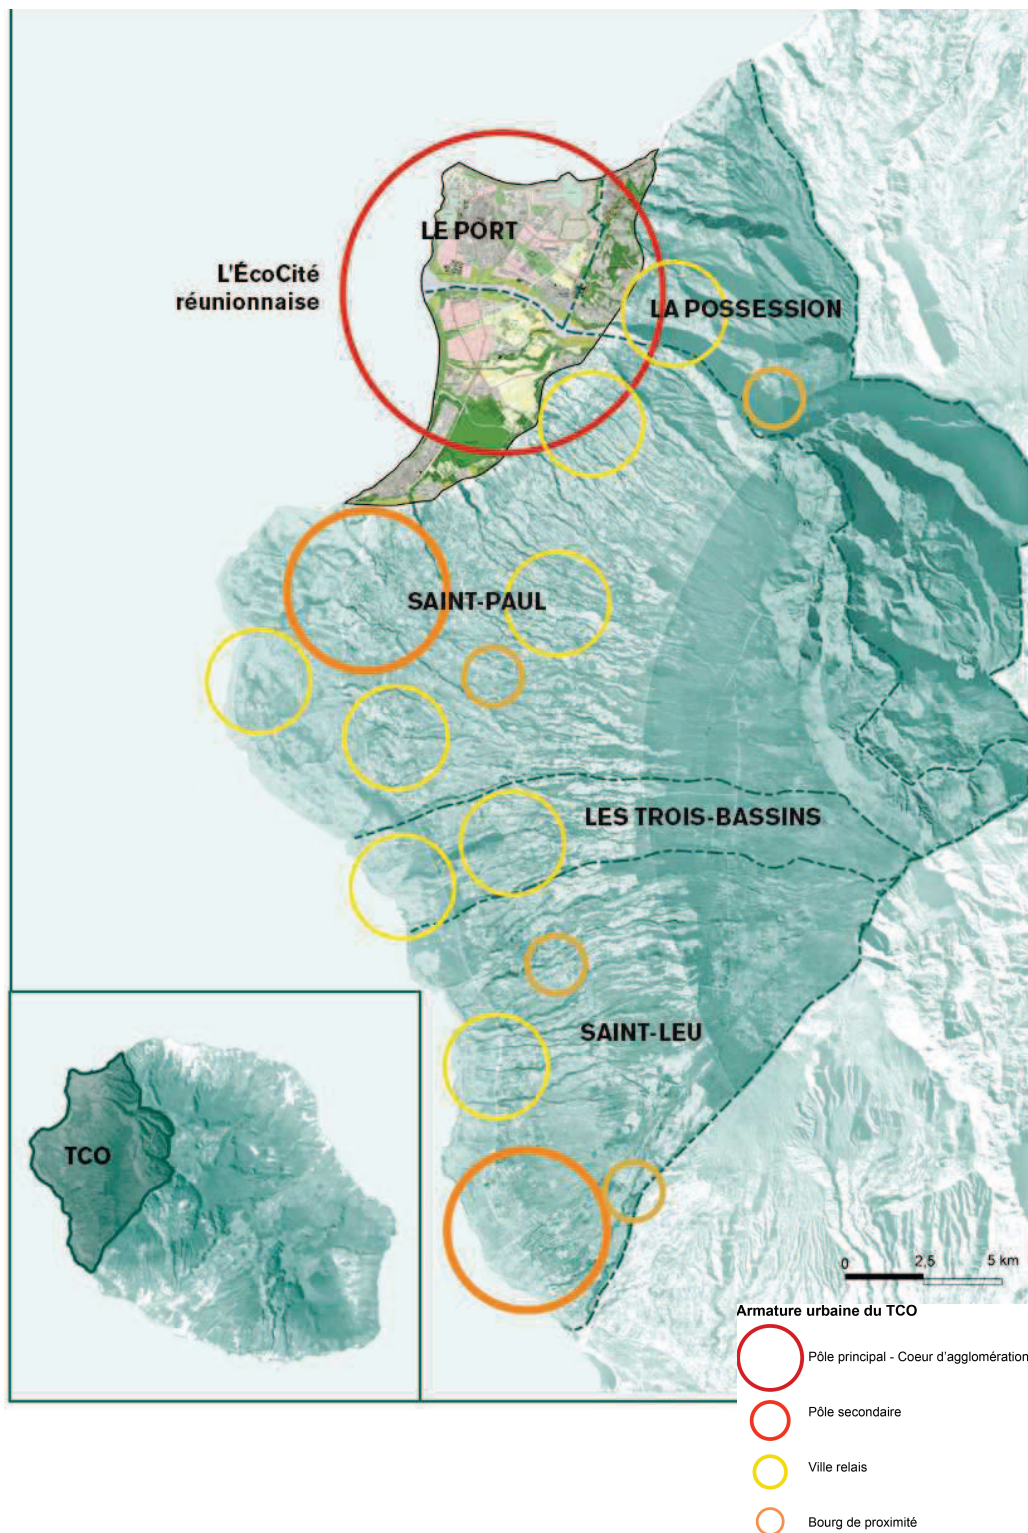 LE PORT
L'ÉcoCité
réunionnaise
LA POSSESSION
SAINT-PAUL
LES TROIS-BASSINS
SAINT-LEU
TCO
0 2,5 5 km
Armature urbaine du TCO
Pôle principal - Coeur d'agglomération
Pôle secondaire
Ville relais
Bourg de proximité